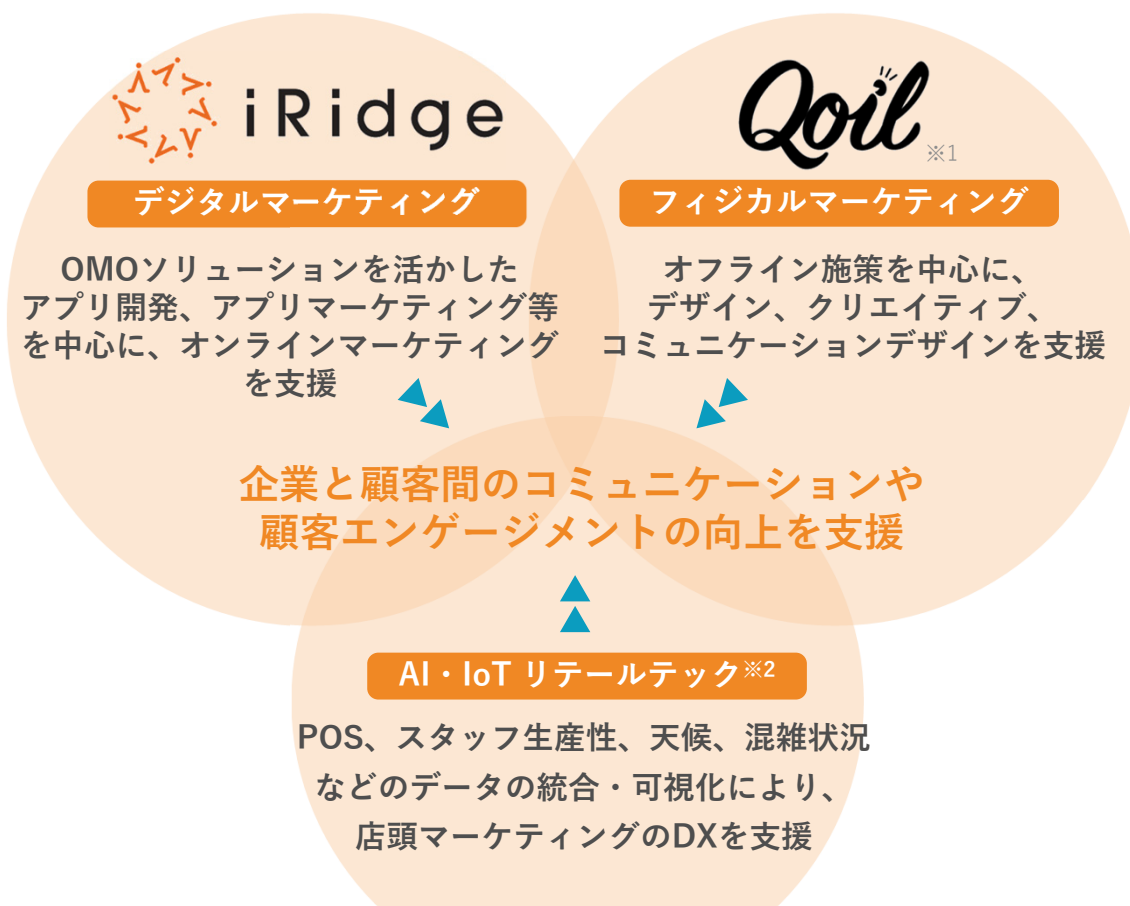 iRidge
デジタルマーケティング
OMOソリューションを活かした
アプリ開発、アプリマーケティング等
を中心に、オンラインマーケティング
を支援
Qoil ※1
フィジカルマーケティング
オフライン施策を中心に、
デザイン、クリエイティブ、
コミュニケーションデザインを支援
企業と顧客間のコミュニケーションや
顧客エンゲージメントの向上を支援
AI・IoT リテールテック※2
POS、スタッフ生産性、天候、混雑状況
などのデータの統合・可視化により、
店頭マーケティングのDXを支援